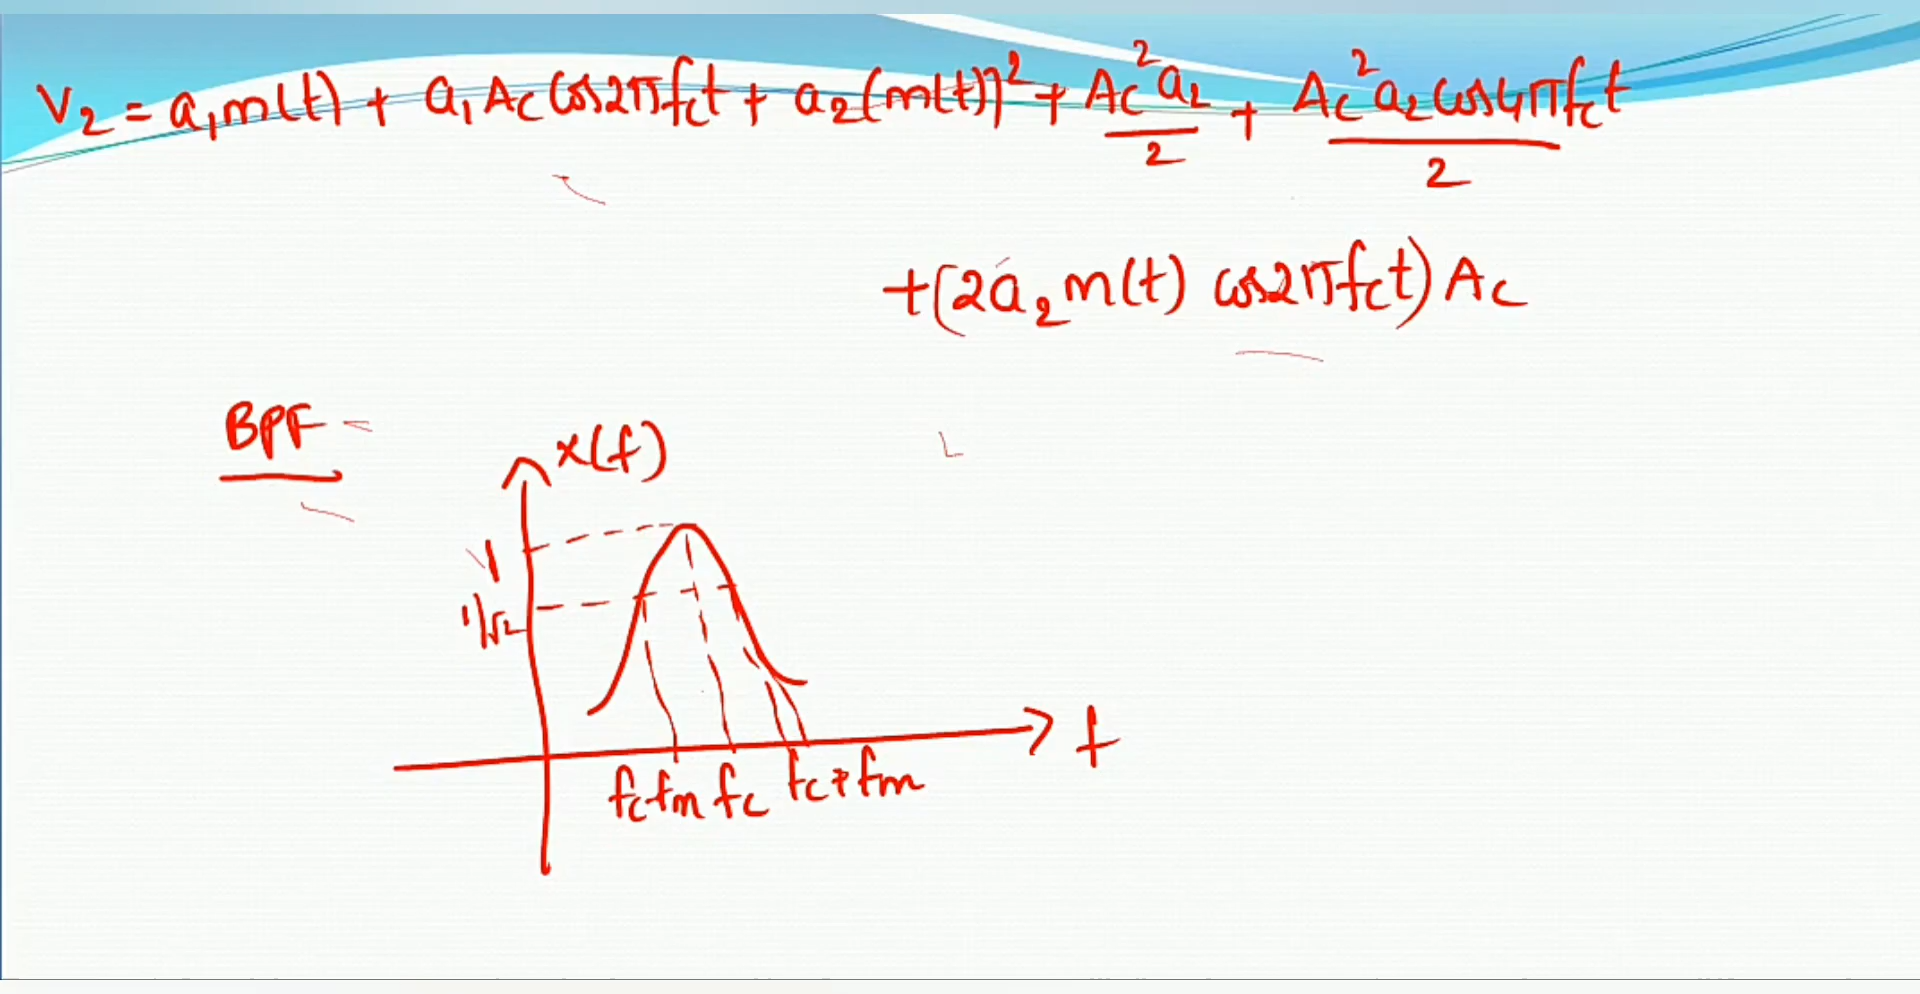 V₂ = a₁m(t) + a₁Ac cos2πfct + a₂(m(t))² + Ac²a₂/2 + Ac²a₂cos4πfct/2
+(2a₂m(t) cos2πfct)Ac
BPF
x(f)
1
1/√2
f
fc-fm fc fc+fm